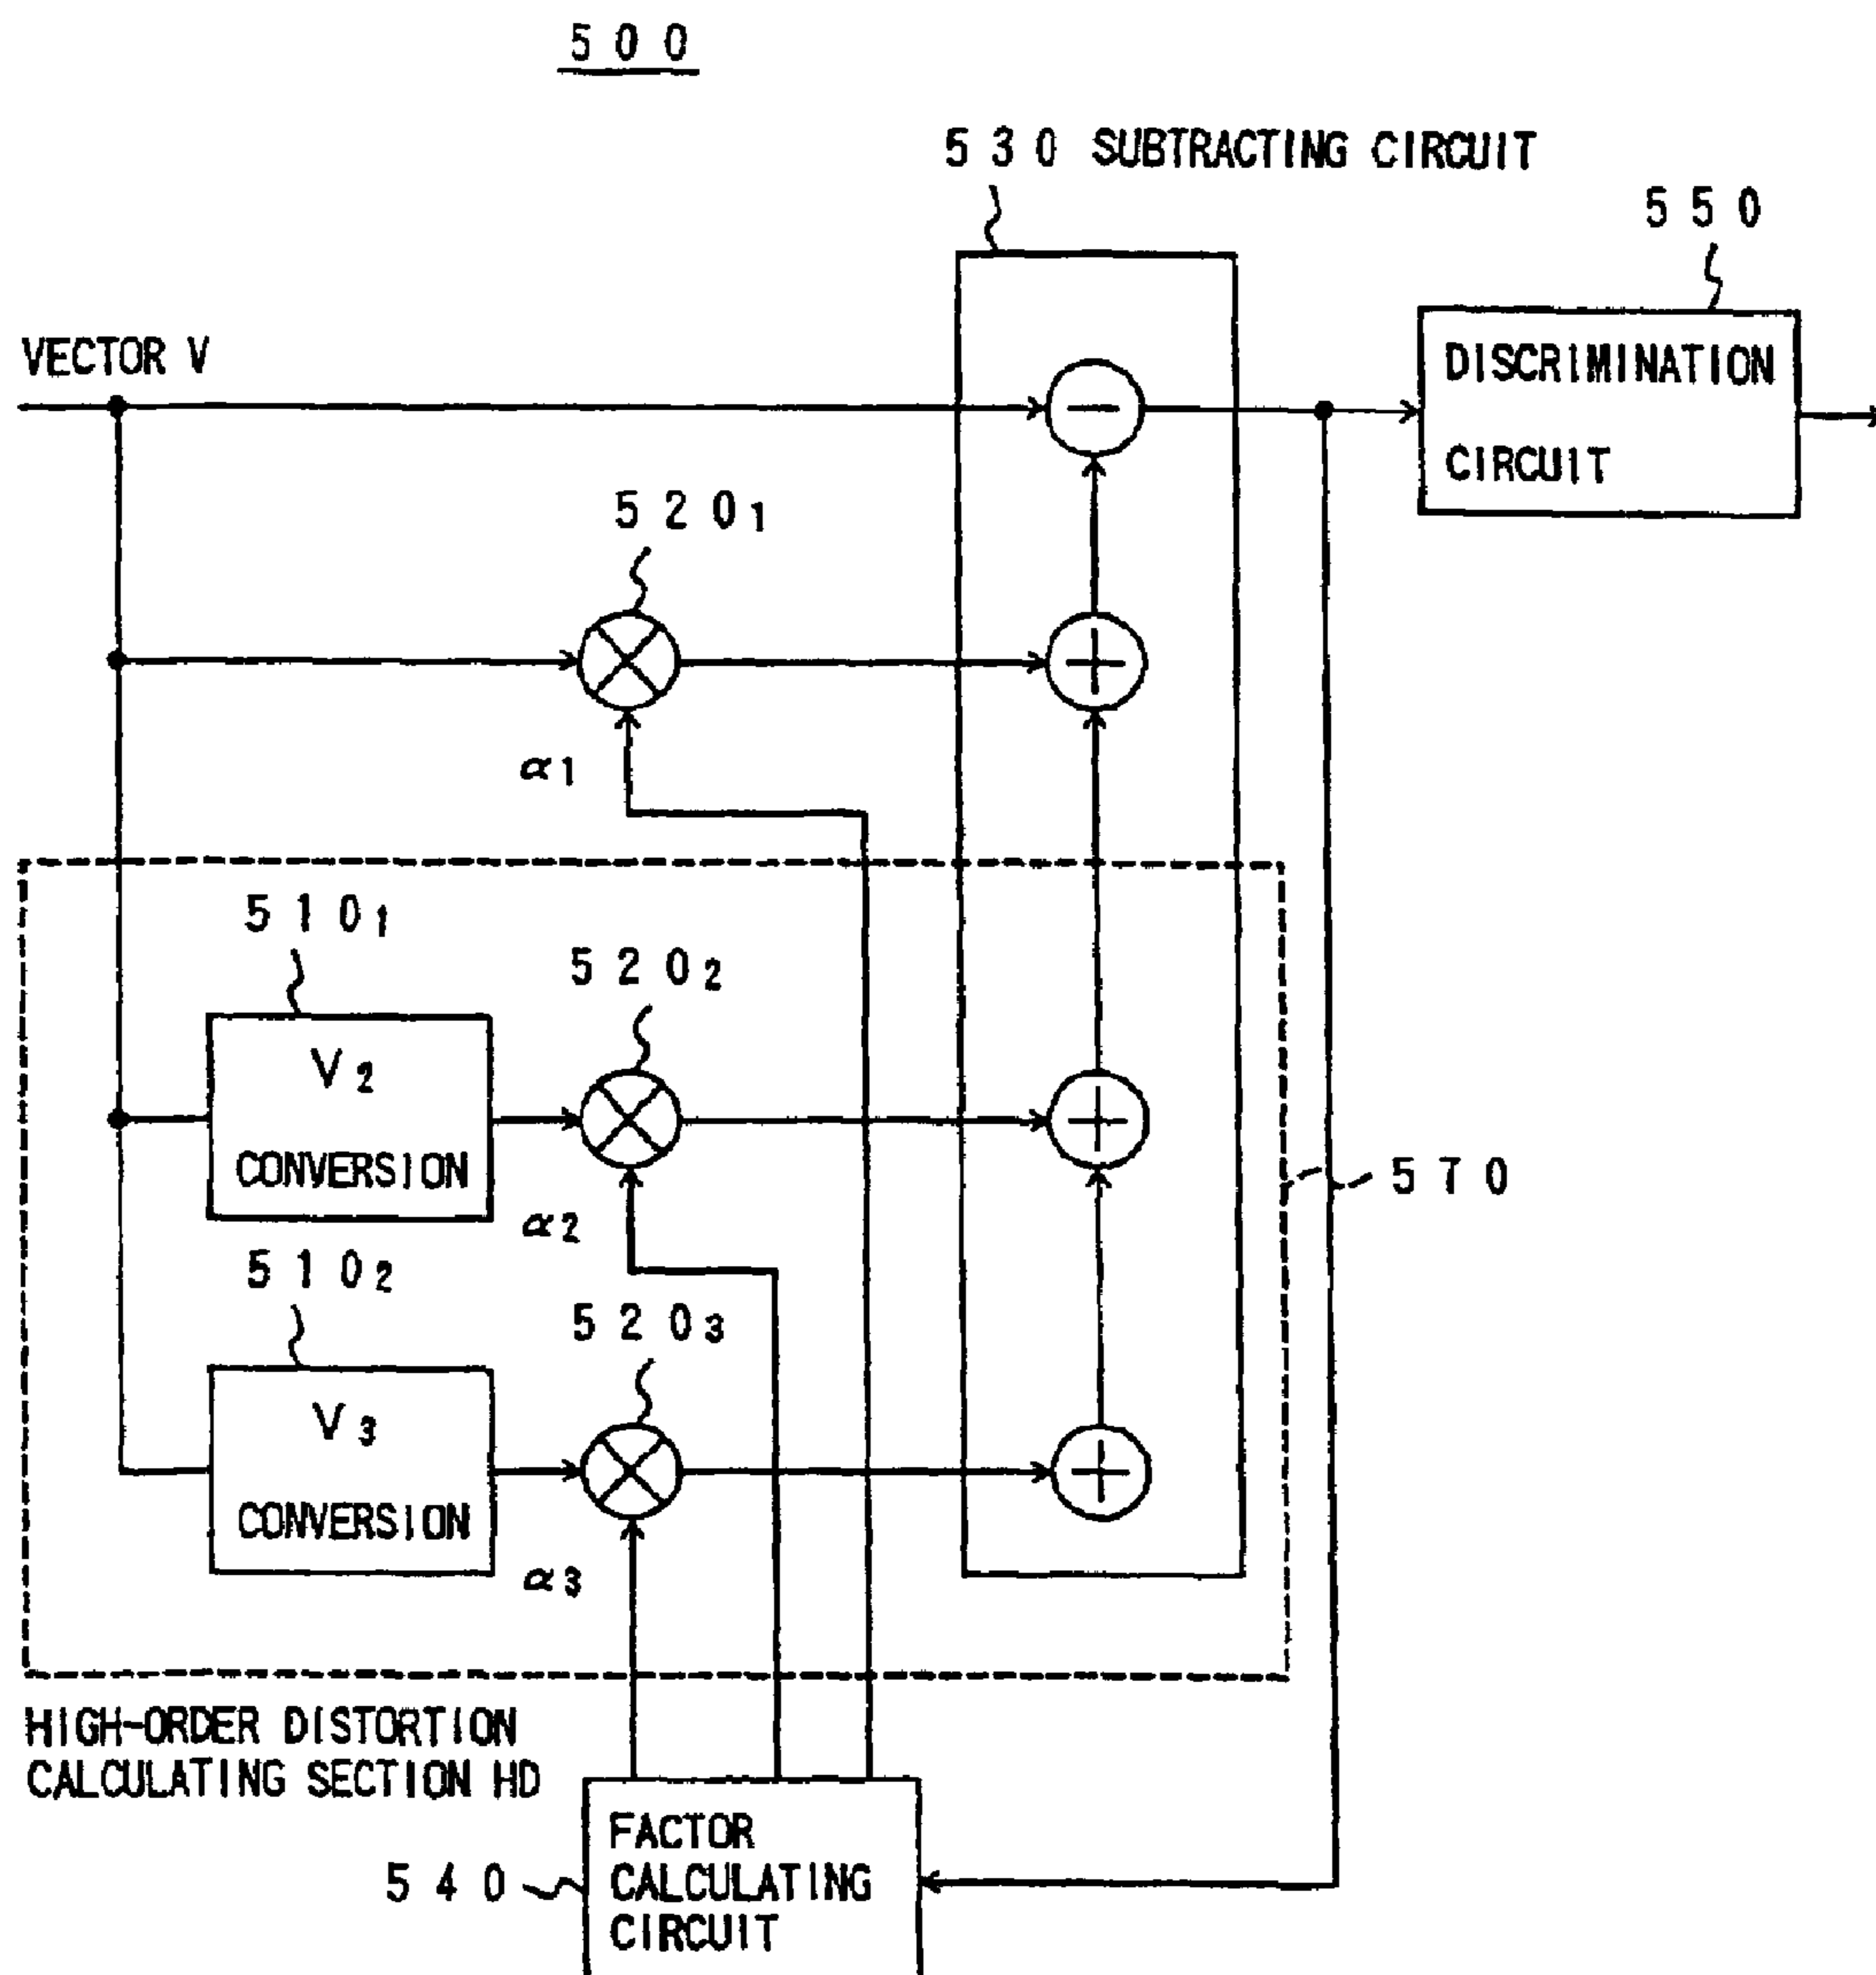 500
530 SUBTRACTING CIRCUIT
550
VECTOR V
DISCRIMINATION
CIRCUIT
520₁
α₁
510₁
520₂
V₂
CONVERSION
570
α₂
510₂
520₃
V₃
CONVERSION
α₃
HIGH-ORDER DISTORTION
CALCULATING SECTION HD
FACTOR
540
CALCULATING
CIRCUIT